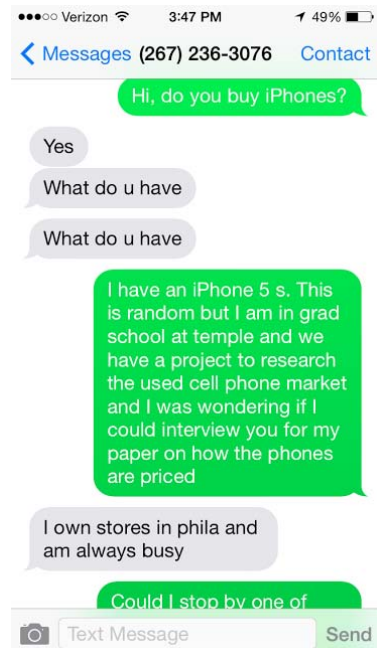 Verizon 3:47 PM 49%
Messages (267) 236-3076 Contact
Hi, do you buy iPhones?
Yes
What do u have
What do u have
I have an iPhone 5 s. This
is random but I am in grad
school at temple and we
have a project to research
the used cell phone market
and I was wondering if I
could interview you for my
paper on how the phones
are priced
I own stores in phila and
am always busy
Could I stop by one of
Text Message Send